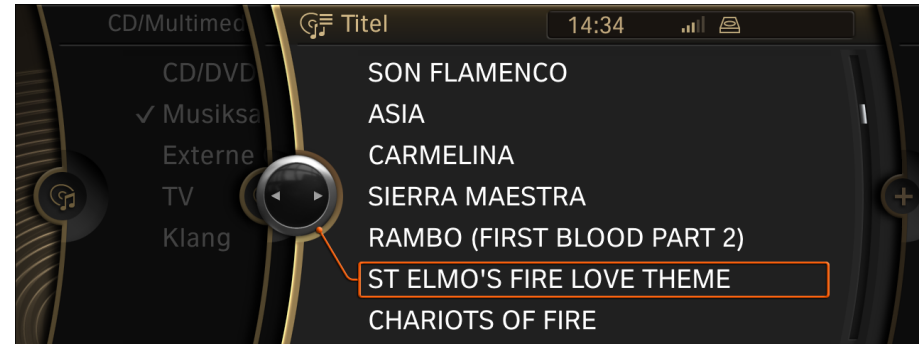 CD/Multimed
CD/DVD
Musiksa
Externe
TV
Klang
Titel
14:34
SON FLAMENCO
ASIA
CARMELINA
SIERRA MAESTRA
RAMBO (FIRST BLOOD PART 2)
ST ELMO'S FIRE LOVE THEME
CHARIOTS OF FIRE